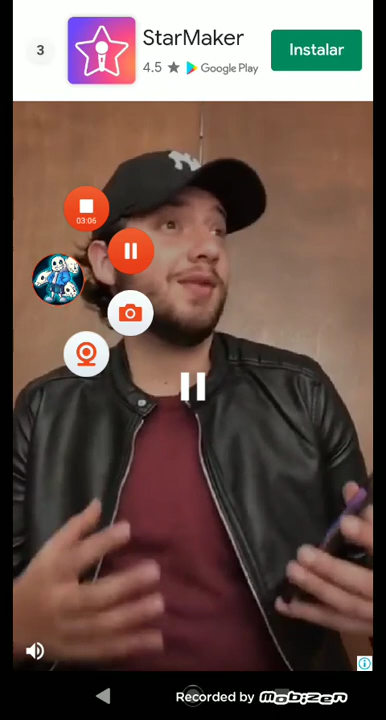 3
StarMaker
4.5 ★ Google Play
Instalar
03:06
Recorded by mobizen